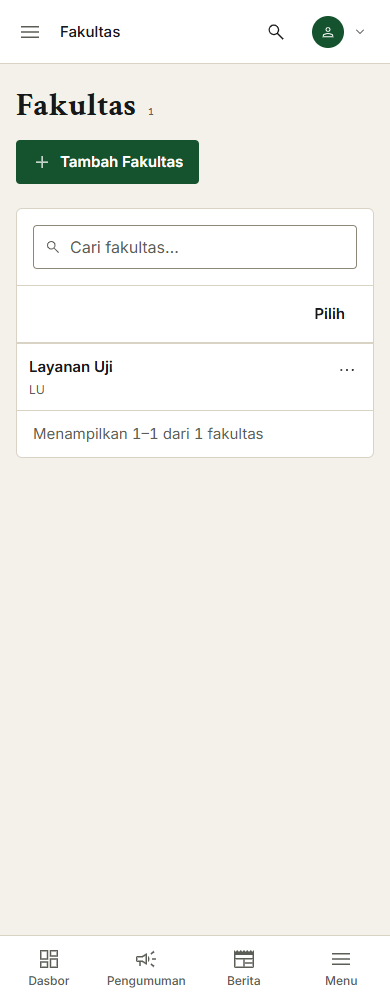 Fakultas
Fakultas 1
Tambah Fakultas
Cari fakultas...
Pilih
Layanan Uji
...
LU
Menampilkan 1–1 dari 1 fakultas
Dasbor Pengumuman Berita Menu